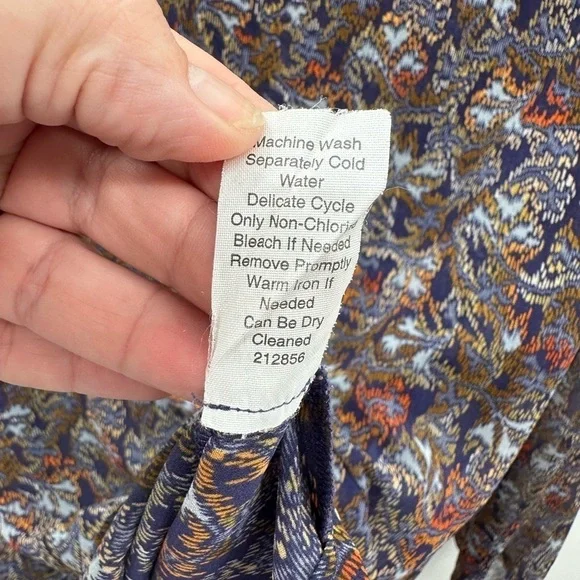 Machine Wash
Separately Cold
Water
Delicate Cycle
Only Non-Chlorine
Bleach If Needed
Remove Promptly
Warm Iron If
Needed
Can Be Dry
Cleaned
212856